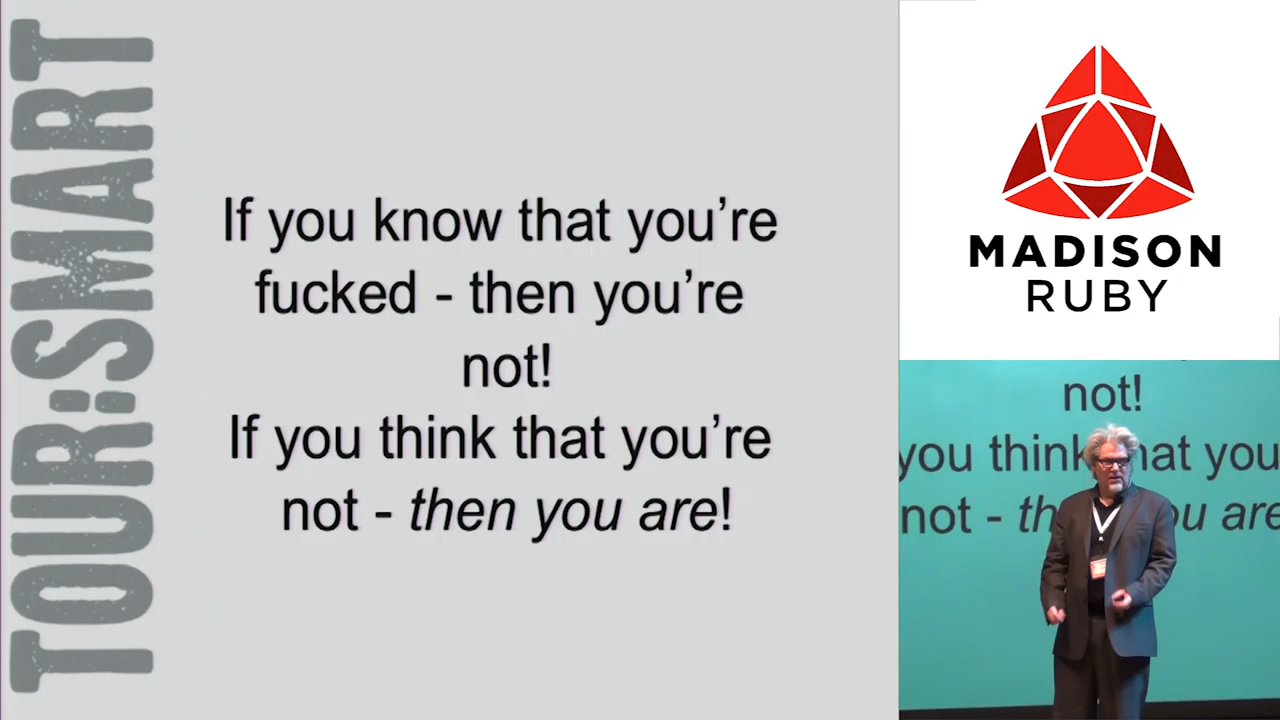 TOUR:SMART
If you know that you’re
fucked - then you’re
not!
If you think that you’re
not - then you are!
MADISON
RUBY
not!
you think hat you
not - th ou are